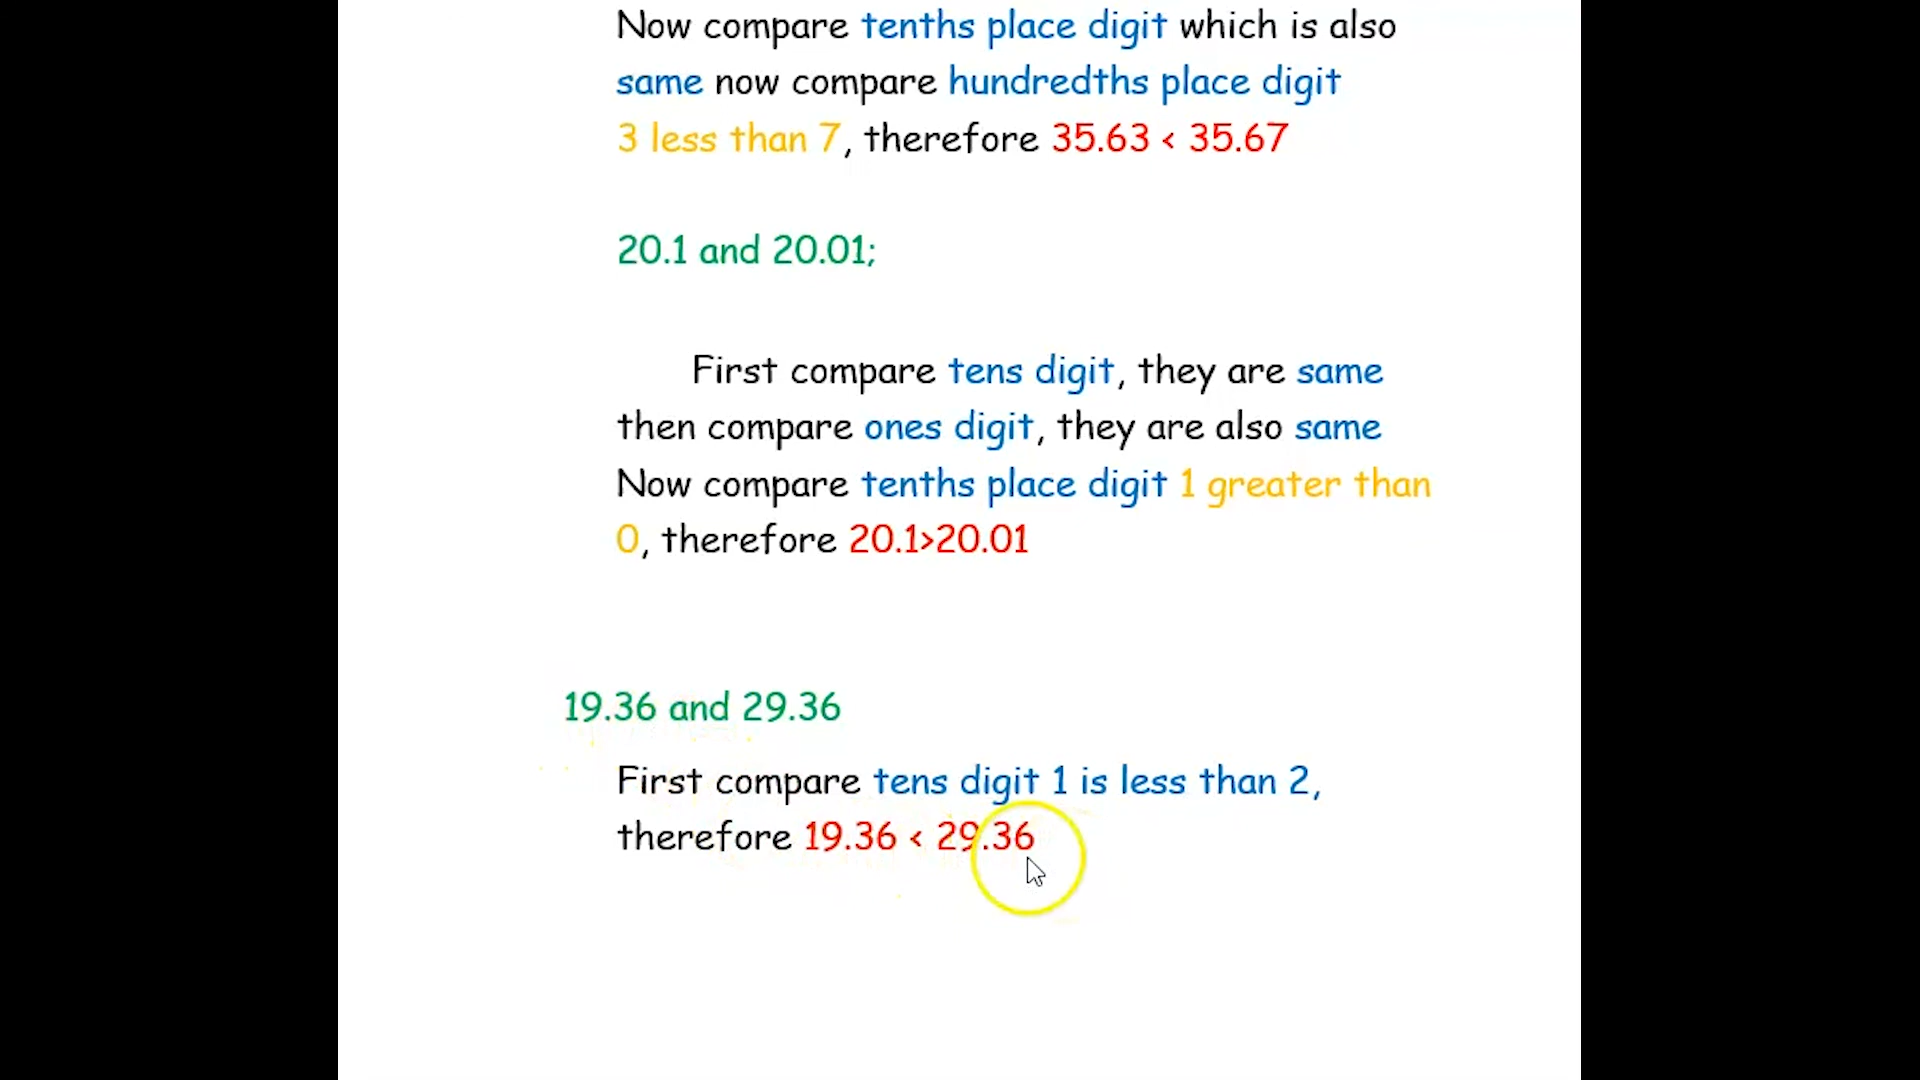 Now compare tenths place digit which is also
same now compare hundredths place digit
3 less than 7, therefore 35.63 < 35.67
20.1 and 20.01;
First compare tens digit, they are same
then compare ones digit, they are also same
Now compare tenths place digit 1 greater than
0, therefore 20.1>20.01
19.36 and 29.36
First compare tens digit 1 is less than 2,
therefore 19.36 < 29.36